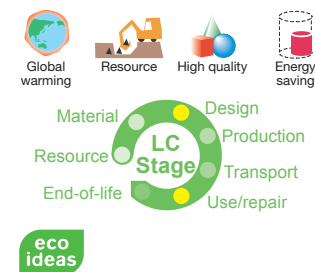 Global
warming
Resource
High quality
Energy
saving
Material
Design
Production
Resource
LC
Stage
Transport
End-of-life
Use/repair
eco
ideas